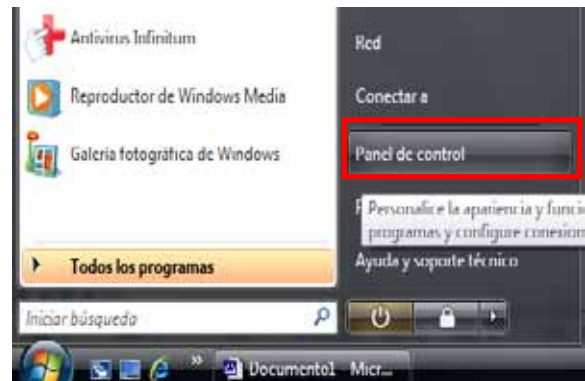 Antivirus Infinitum
Reproductor de Windows Media
Galería fotográfica de Windows
Todos los programas
Iniciar búsqueda
Red
Conectar a
Panel de control
P
Personalice la apariencia y funci
programas y configure conexion
Ayuda y soporte técnico
Documento1 - Micr...